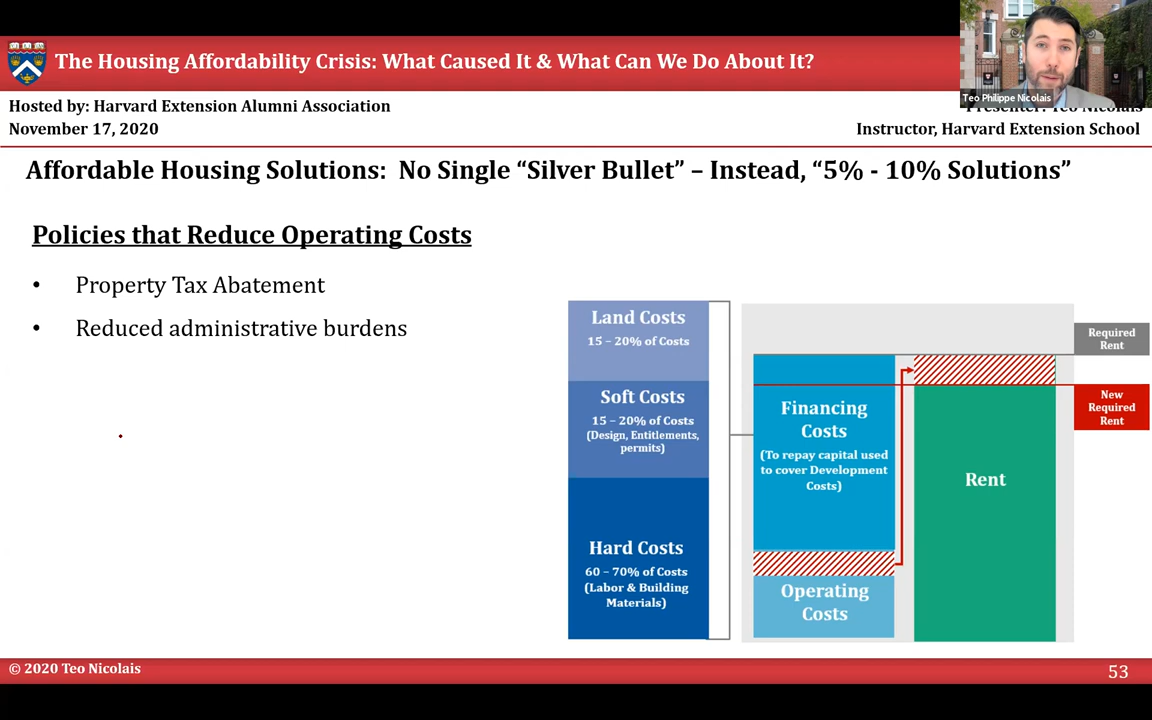 The Housing Affordability Crisis: What Caused It & What Can We Do About It?
Teo Philippe Nicolais
Hosted by: Harvard Extension Alumni Association
November 17, 2020
Presenter: Teo Nicolais
Instructor, Harvard Extension School
Affordable Housing Solutions: No Single “Silver Bullet” – Instead, “5% - 10% Solutions”
Policies that Reduce Operating Costs
• Property Tax Abatement
• Reduced administrative burdens
Land Costs
15 – 20% of Costs
Soft Costs
15 – 20% of Costs
(Design, Entitlements,
permits)
Hard Costs
60 – 70% of Costs
(Labor & Building
Materials)
Financing
Costs
(To repay capital used
to cover Development
Costs)
Operating
Costs
Rent
Required
Rent
New
Required
Rent
© 2020 Teo Nicolais
53